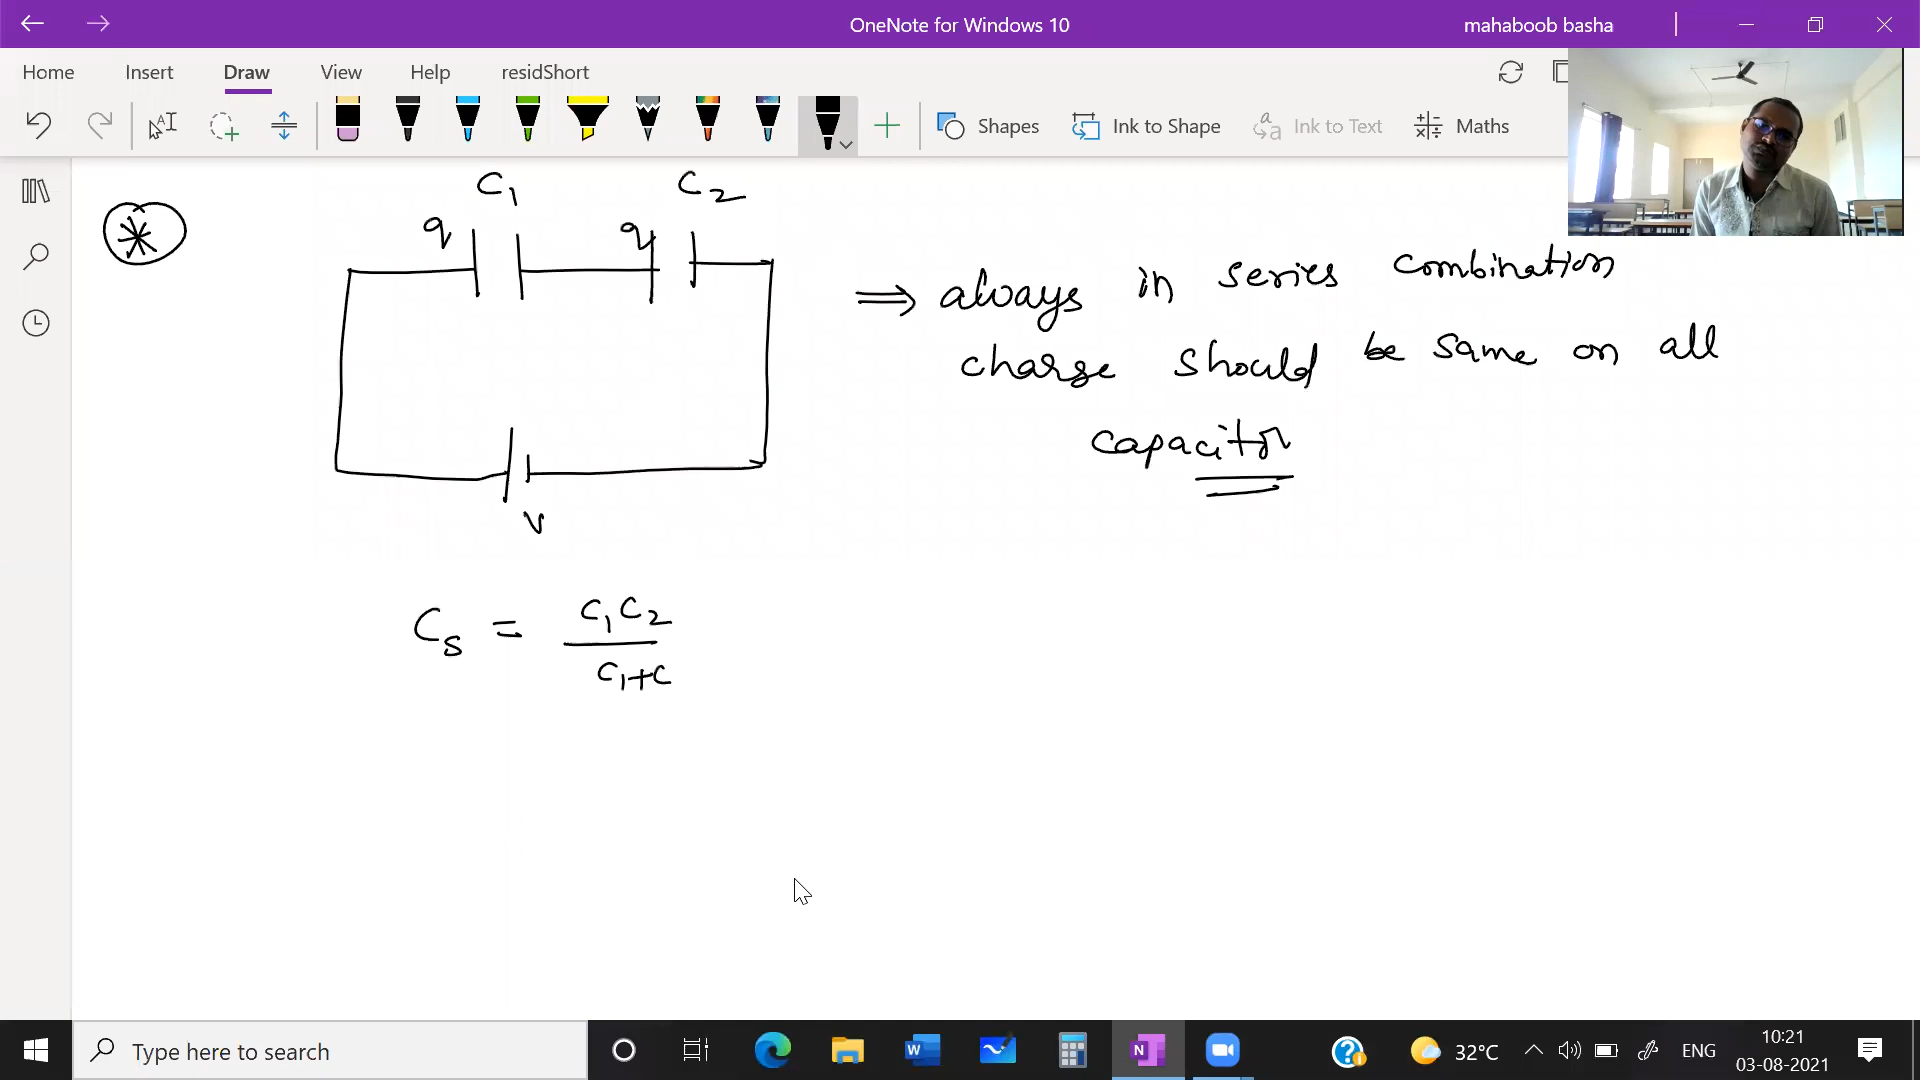 OneNote for Windows 10
mahaboob basha
Home Insert Draw View Help residShort
Shapes Ink to Shape Ink to Text Maths
C1 C2
q q
V
⇒ always in series combination
charge should be same on all
capacitor
Cs = C1C2 / C1+C
Type here to search
32°C
ENG
10:21
03-08-2021